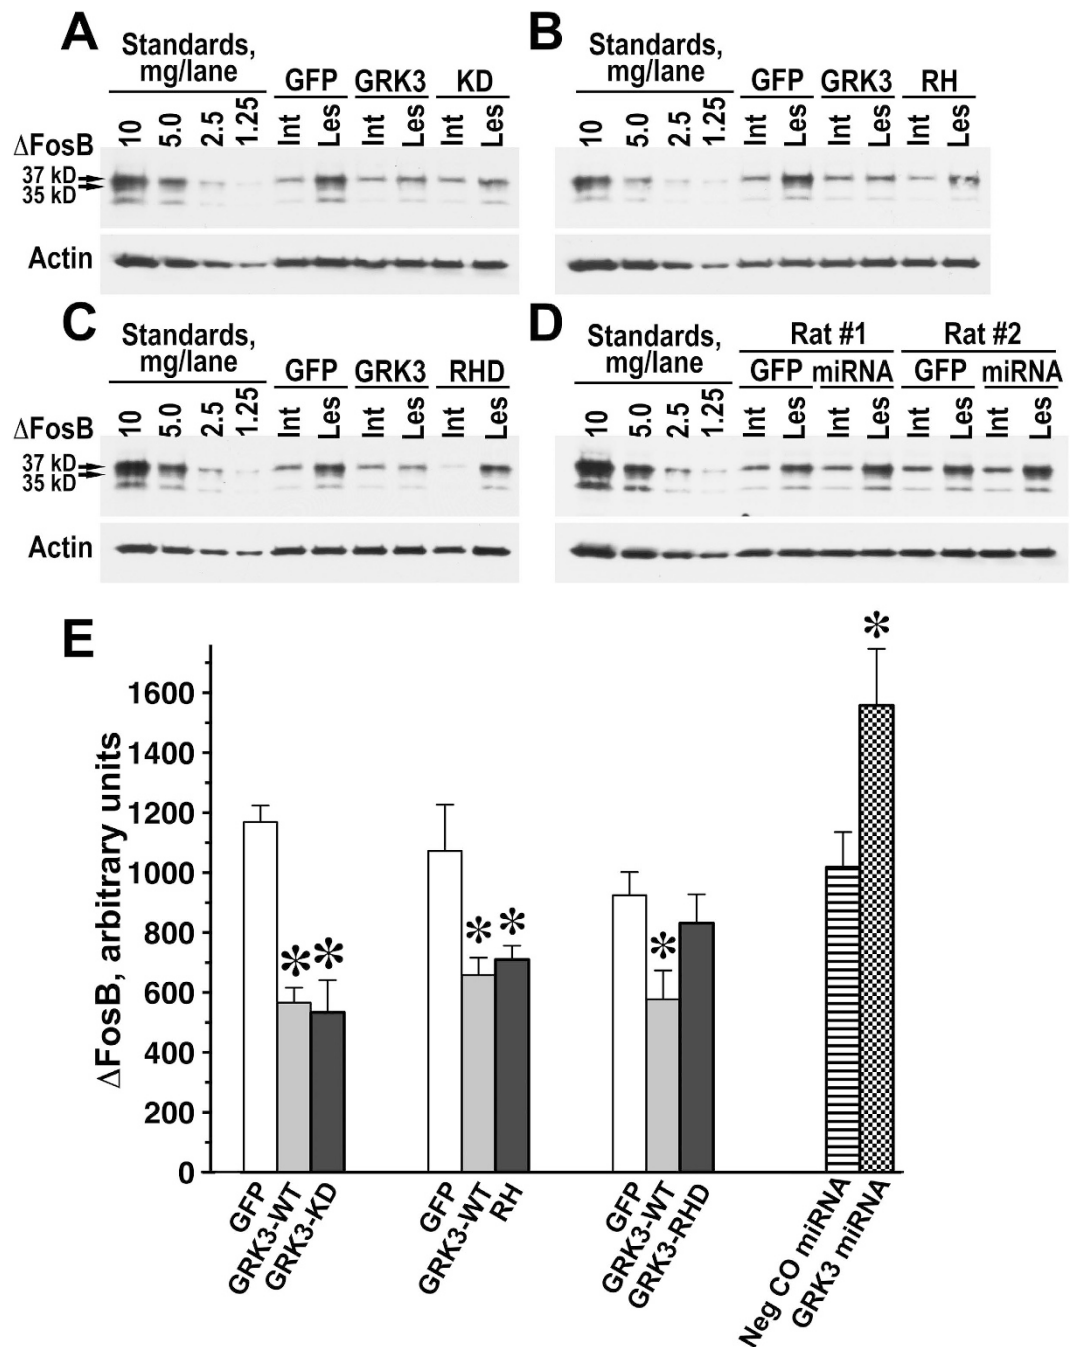 A
Standards,
mg/lane
GFP GRK3 KD
10 5.0 2.5 1.25 Int Les Int Les Int Les
ΔFosB
37 kD
35 kD
Actin
B
Standards,
mg/lane
GFP GRK3 RH
10 5.0 2.5 1.25 Int Les Int Les Int Les
C
Standards,
mg/lane
GFP GRK3 RHD
10 5.0 2.5 1.25 Int Les Int Les Int Les
ΔFosB
37 kD
35 kD
Actin
D
Standards,
mg/lane
Rat #1 Rat #2
GFP miRNA GFP miRNA
10 5.0 2.5 1.25 Int Les Int Les Int Les Int Les
E
ΔFosB, arbitrary units
1600
1400
1200
1000
800
600
400
200
0
* * * * * *
GFP
GRK3-WT
GRK3-KD
GFP
GRK3-WT
RH
GFP
GRK3-WT
GRK3-RHD
Neg CO miRNA
GRK3 miRNA